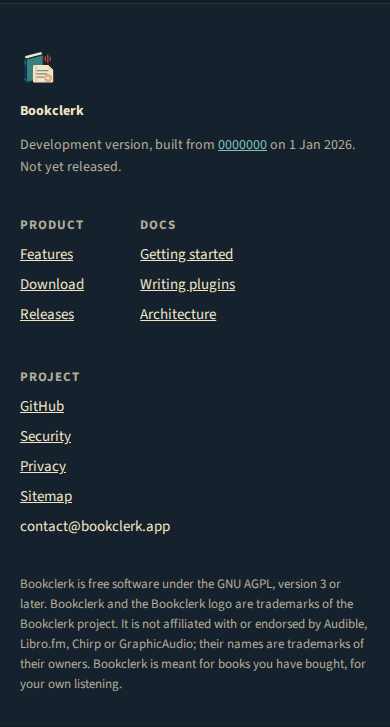 Bookclerk
Development version, built from 0000000 on 1 Jan 2026.
Not yet released.
PRODUCT
Features
Download
Releases
DOCS
Getting started
Writing plugins
Architecture
PROJECT
GitHub
Security
Privacy
Sitemap
contact@bookclerk.app
Bookclerk is free software under the GNU AGPL, version 3 or
later. Bookclerk and the Bookclerk logo are trademarks of the
Bookclerk project. It is not affiliated with or endorsed by Audible,
Libro.fm, Chirp or GraphicAudio; their names are trademarks of
their owners. Bookclerk is meant for books you have bought, for
your own listening.